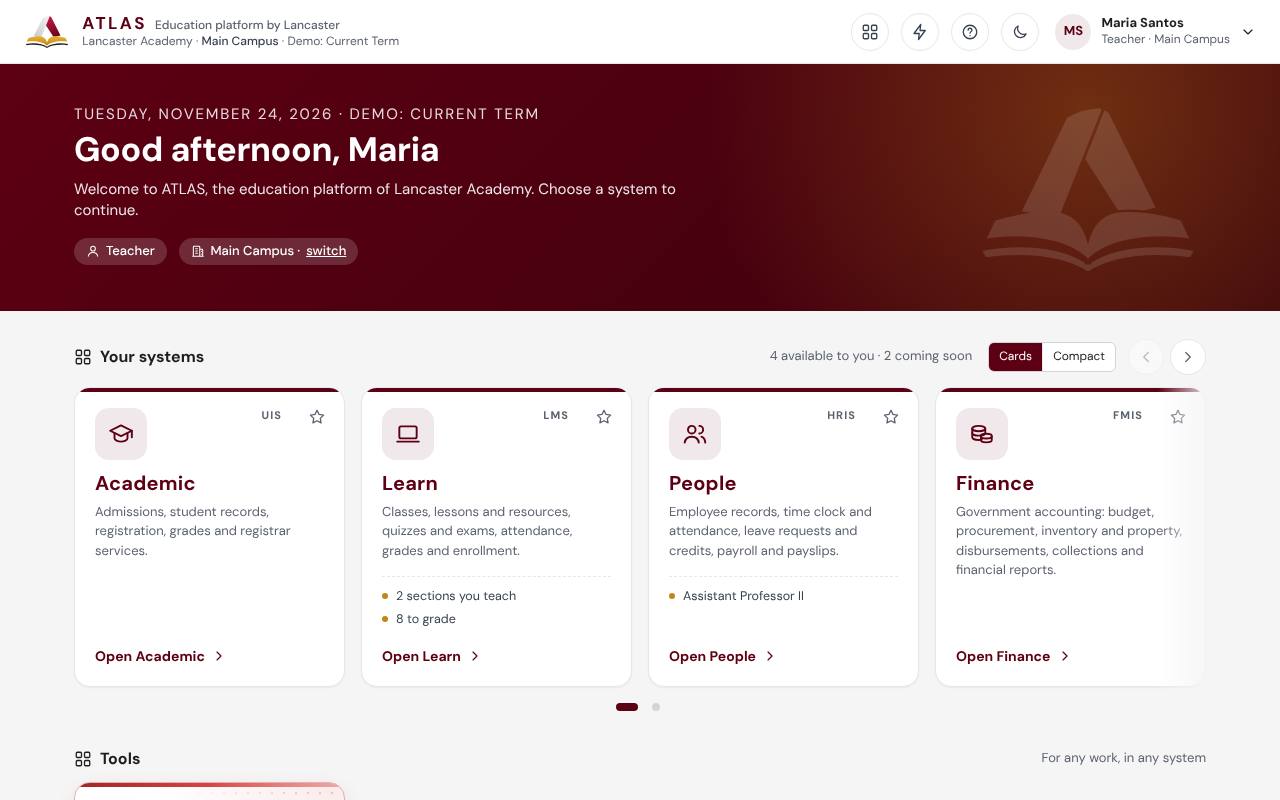 ATLAS Education platform by Lancaster
Lancaster Academy · Main Campus · Demo: Current Term
MS
Maria Santos
Teacher · Main Campus
TUESDAY, NOVEMBER 24, 2026 · DEMO: CURRENT TERM
Good afternoon, Maria
Welcome to ATLAS, the education platform of Lancaster Academy. Choose a system to
continue.
Teacher
Main Campus · switch
Your systems
4 available to you · 2 coming soon
Cards
Compact
UIS
Academic
Admissions, student records,
registration, grades and registrar
services.
Open Academic
LMS
Learn
Classes, lessons and resources,
quizzes and exams, attendance,
grades and enrollment.
2 sections you teach
8 to grade
Open Learn
HRIS
People
Employee records, time clock and
attendance, leave requests and
credits, payroll and payslips.
Assistant Professor II
Open People
FMIS
Finance
Government accounting: budget,
procurement, inventory and property,
disbursements, collections and
financial reports.
Open Finance
Tools
For any work, in any system